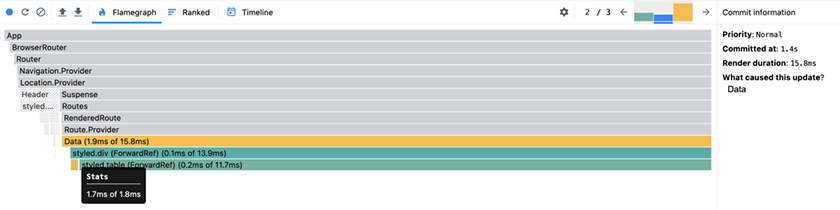 Flamegraph Ranked Timeline 2 / 3 Commit information
App
Priority: Normal
BrowserRouter
Committed at: 1.4s
Router
Render duration: 15.8ms
Navigation.Provider
What caused this update?
Location.Provider
Data
Header Suspense
styled.... Routes
RenderedRoute
Route.Provider
Data (1.9ms of 15.8ms)
styled.div (ForwardRef) (0.1ms of 13.9ms)
styled.table (ForwardRef) (0.2ms of 11.7ms)
Stats
1.7ms of 1.8ms